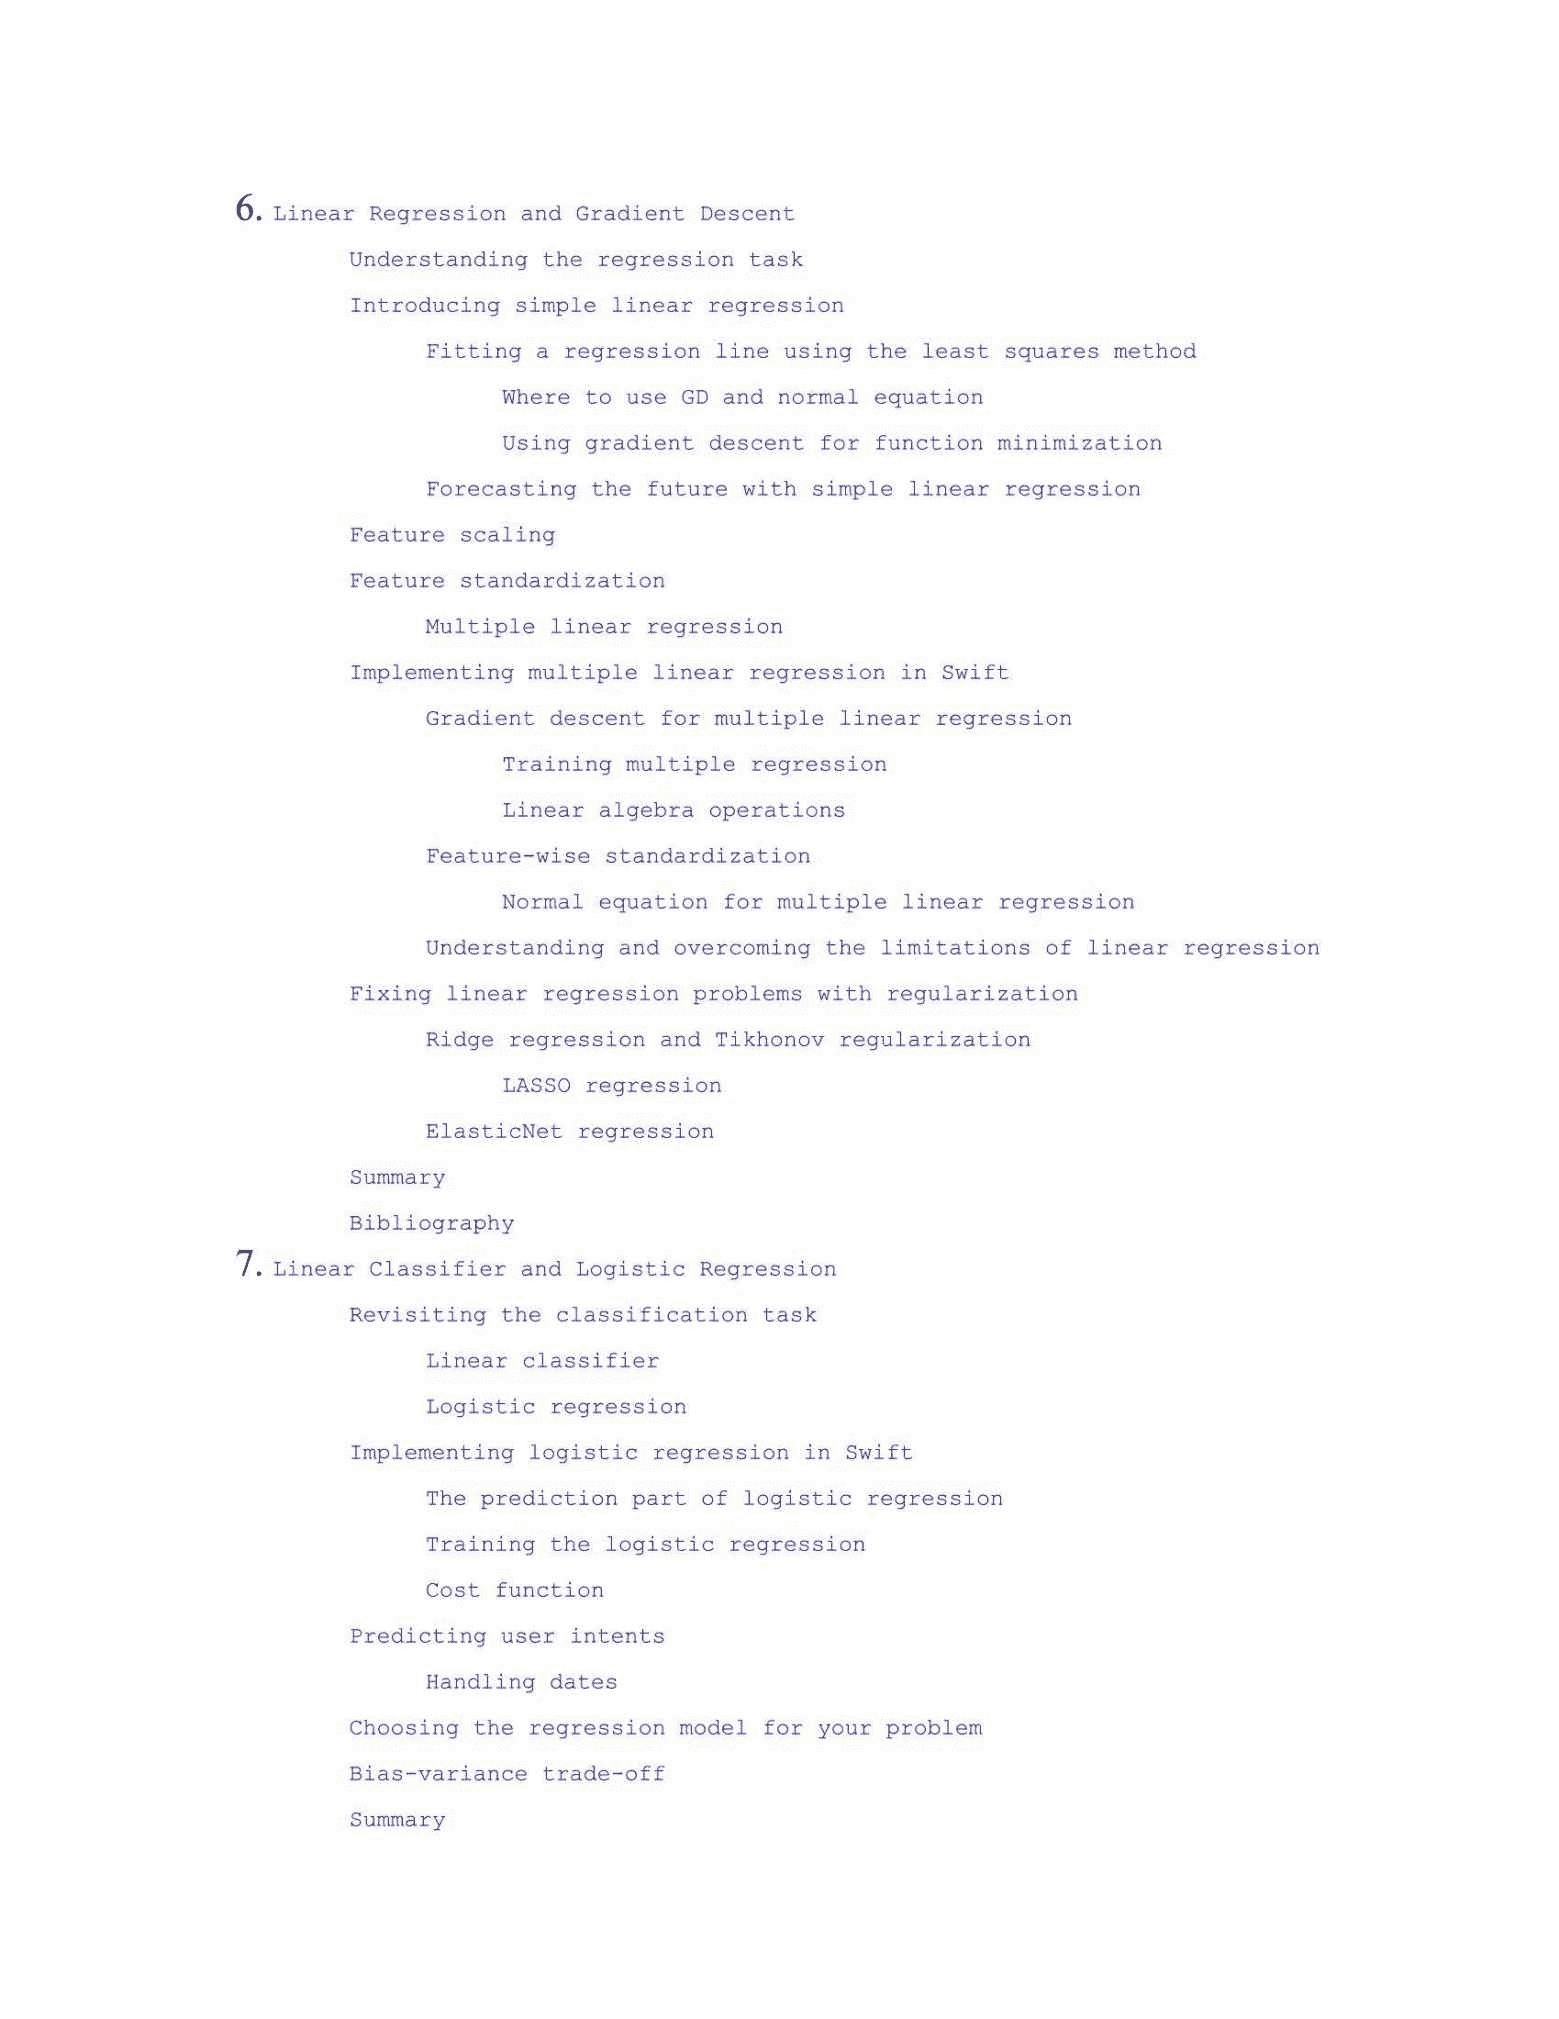 6. Linear Regression and Gradient Descent
Understanding the regression task
Introducing simple linear regression
Fitting a regression line using the least squares method
Where to use GD and normal equation
Using gradient descent for function minimization
Forecasting the future with simple linear regression
Feature scaling
Feature standardization
Multiple linear regression
Implementing multiple linear regression in Swift
Gradient descent for multiple linear regression
Training multiple regression
Linear algebra operations
Feature-wise standardization
Normal equation for multiple linear regression
Understanding and overcoming the limitations of linear regression
Fixing linear regression problems with regularization
Ridge regression and Tikhonov regularization
LASSO regression
ElasticNet regression
Summary
Bibliography
7. Linear Classifier and Logistic Regression
Revisiting the classification task
Linear classifier
Logistic regression
Implementing logistic regression in Swift
The prediction part of logistic regression
Training the logistic regression
Cost function
Predicting user intents
Handling dates
Choosing the regression model for your problem
Bias-variance trade-off
Summary